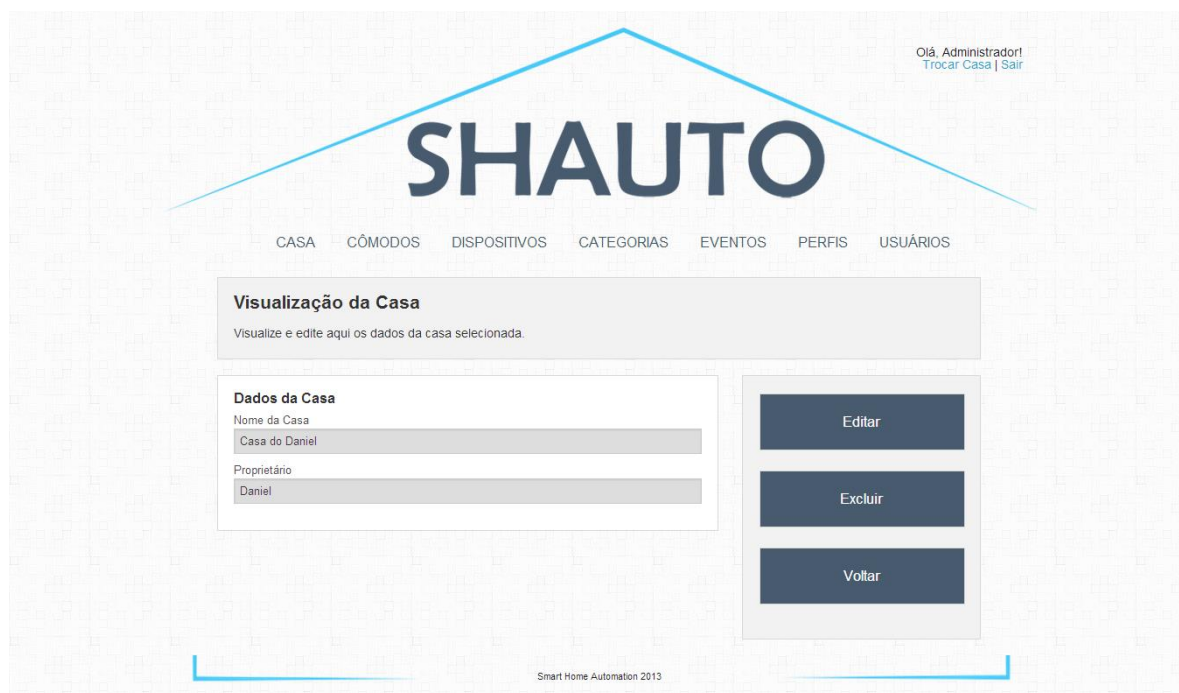 Olá, Administrador!
Trocar Casa | Sair
SHAUTO
CASA CÔMODOS DISPOSITIVOS CATEGORIAS EVENTOS PERFIS USUÁRIOS
Visualização da Casa
Visualize e edite aqui os dados da casa selecionada.
Dados da Casa
Nome da Casa
Casa do Daniel
Proprietário
Daniel
Editar
Excluir
Voltar
Smart Home Automation 2013